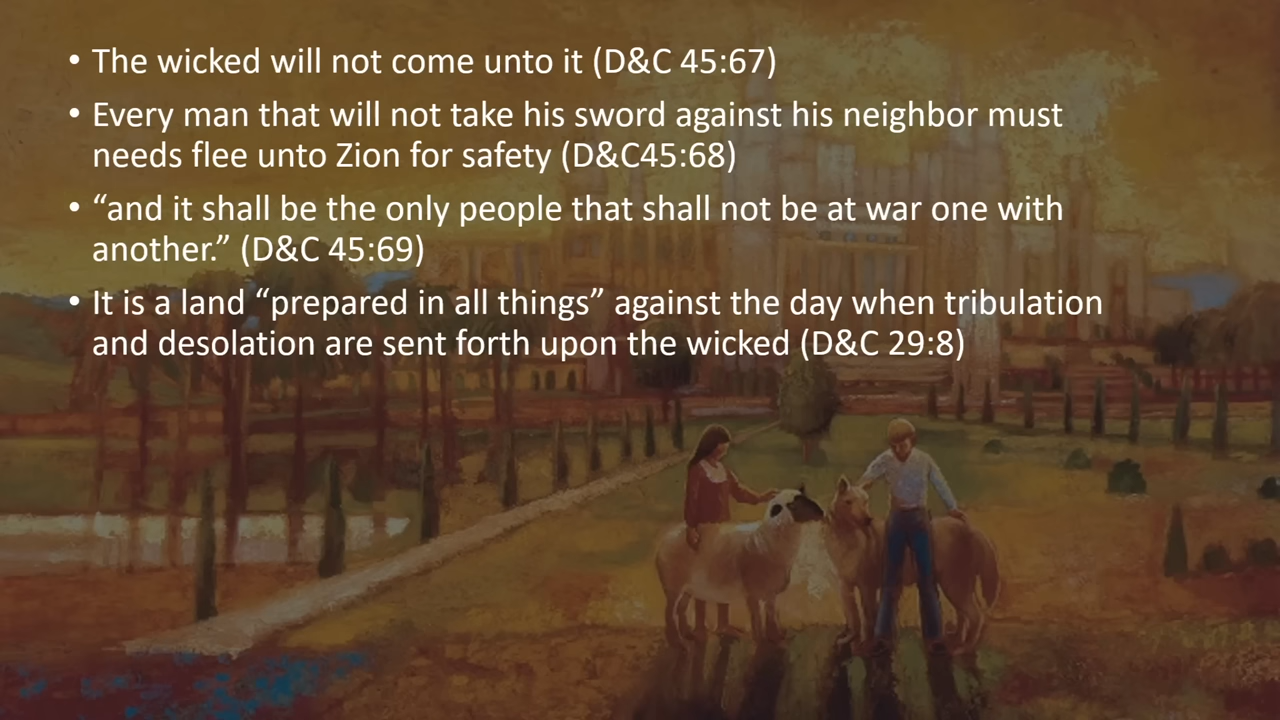 • The wicked will not come unto it (D&C 45:67)
• Every man that will not take his sword against his neighbor must
needs flee unto Zion for safety (D&C45:68)
• “and it shall be the only people that shall not be at war one with
another.” (D&C 45:69)
• It is a land “prepared in all things” against the day when tribulation
and desolation are sent forth upon the wicked (D&C 29:8)